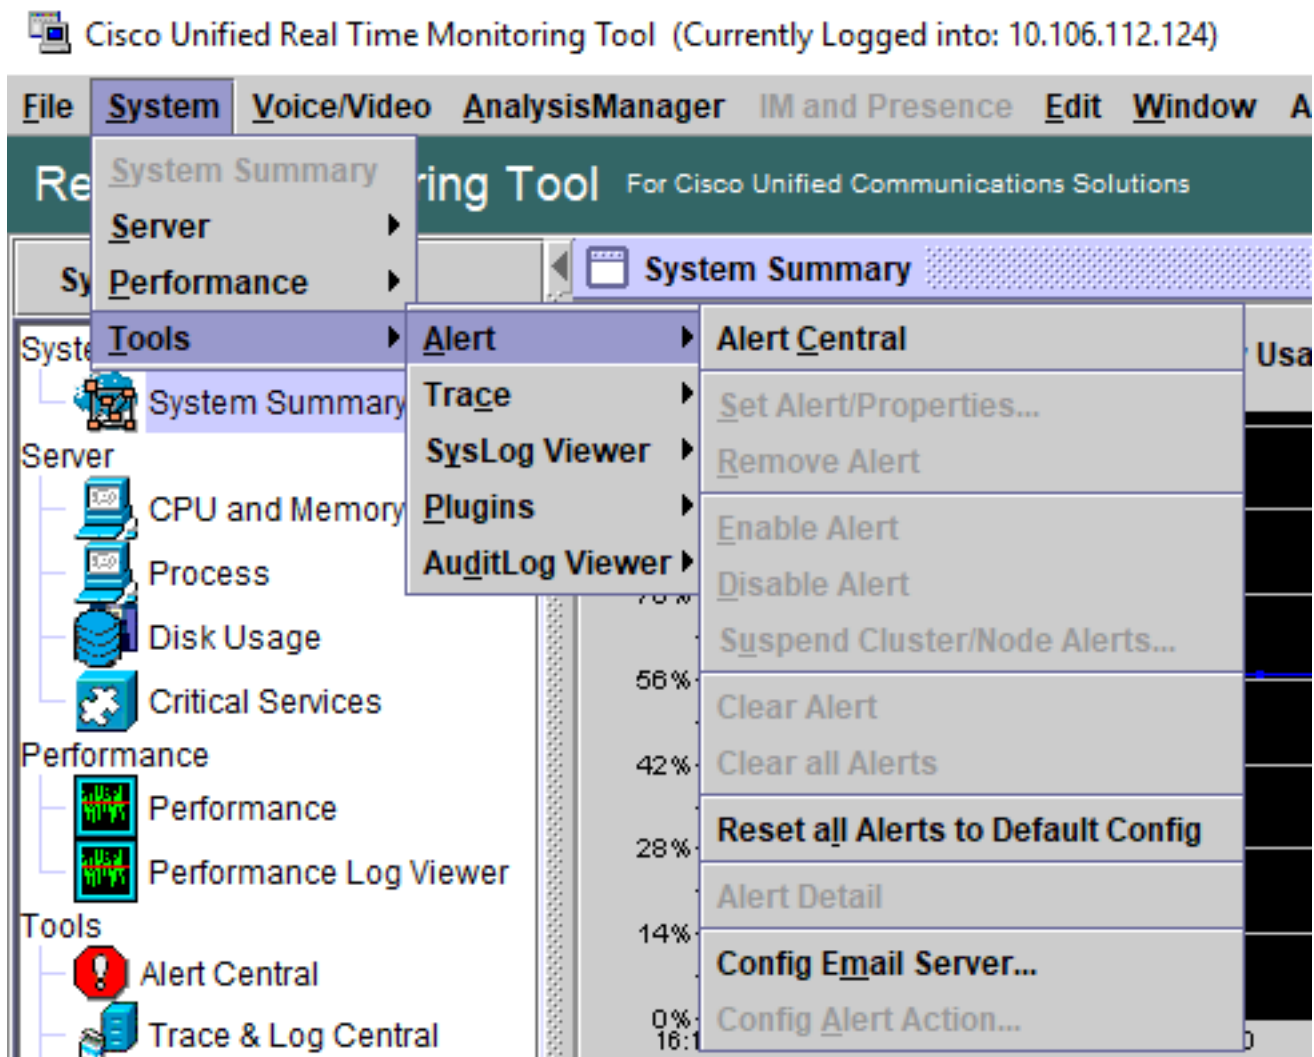 Cisco Unified Real Time Monitoring Tool (Currently Logged into: 10.106.112.124)
File System Voice/Video AnalysisManager IM and Presence Edit Window
For Cisco Unified Communications Solutions
Tool
System Summary
Server
Performance
Tools
Alert
Trace
SysLog Viewer
Plugins
AuditLog Viewer
Alert Central
Set Alert/Properties...
Remove Alert
Enable Alert
Disable Alert
Suspend Cluster/Node Alerts...
Clear Alert
Clear all Alerts
Reset all Alerts to Default Config
Alert Detail
Config Email Server...
Config Alert Action...
System Summary
System Summary
Server
CPU and Memory
Process
Disk Usage
Critical Services
Performance
Performance
Performance Log Viewer
Tools
Alert Central
Trace & Log Central
56%
42%
28%
14%
0%